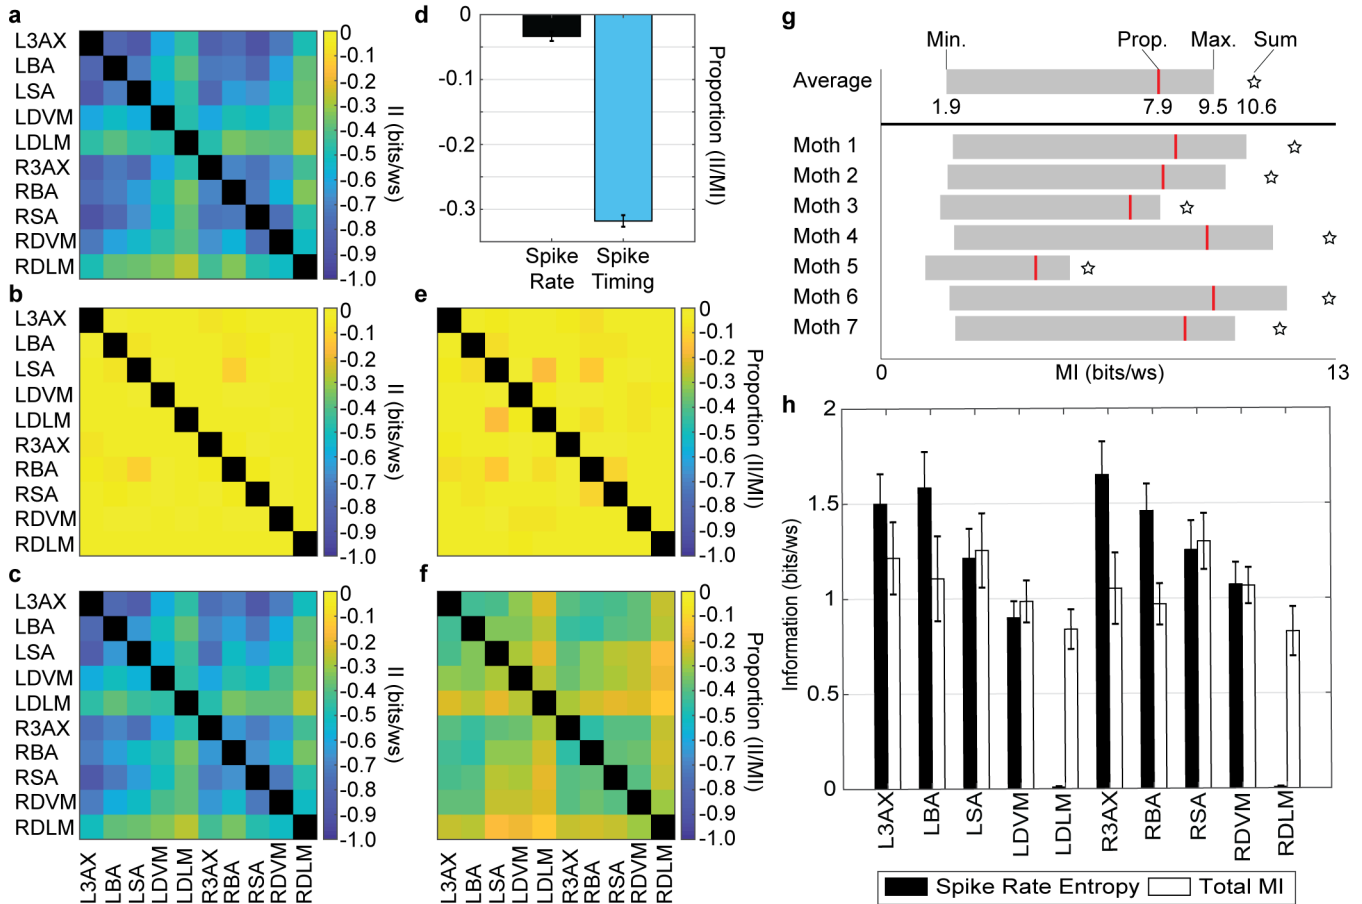 a
L3AX
LBA
LSA
LDVM
LDLM
R3AX
RBA
RSA
RDVM
RDLM
0
-0.1
-0.2
-0.3
-0.4
-0.5
-0.6
-0.7
-0.8
-0.9
-1.0
II (bits/ws)
b
L3AX
LBA
LSA
LDVM
LDLM
R3AX
RBA
RSA
RDVM
RDLM
0
-0.1
-0.2
-0.3
-0.4
-0.5
-0.6
-0.7
-0.8
-0.9
-1.0
II (bits/ws)
c
L3AX
LBA
LSA
LDVM
LDLM
R3AX
RBA
RSA
RDVM
RDLM
0
-0.1
-0.2
-0.3
-0.4
-0.5
-0.6
-0.7
-0.8
-0.9
-1.0
II (bits/ws)
L3AX
LBA
LSA
LDVM
LDLM
R3AX
RBA
RSA
RDVM
RDLM
d
0
-0.1
-0.2
-0.3
Proportion (II/MI)
Spike
Rate
Spike
Timing
e
0
-0.1
-0.2
-0.3
-0.4
-0.5
-0.6
-0.7
-0.8
-0.9
-1.0
Proportion (II/MI)
f
0
-0.1
-0.2
-0.3
-0.4
-0.5
-0.6
-0.7
-0.8
-0.9
-1.0
Proportion (II/MI)
L3AX
LBA
LSA
LDVM
LDLM
R3AX
RBA
RSA
RDVM
RDLM
g
Min. Prop. Max. Sum
Average
1.9 7.9 9.5 10.6
Moth 1
Moth 2
Moth 3
Moth 4
Moth 5
Moth 6
Moth 7
0 MI (bits/ws) 13
h
2
1.5
1
0.5
0
Information (bits/ws)
L3AX
LBA
LSA
LDVM
LDLM
R3AX
RBA
RSA
RDVM
RDLM
Spike Rate Entropy Total MI